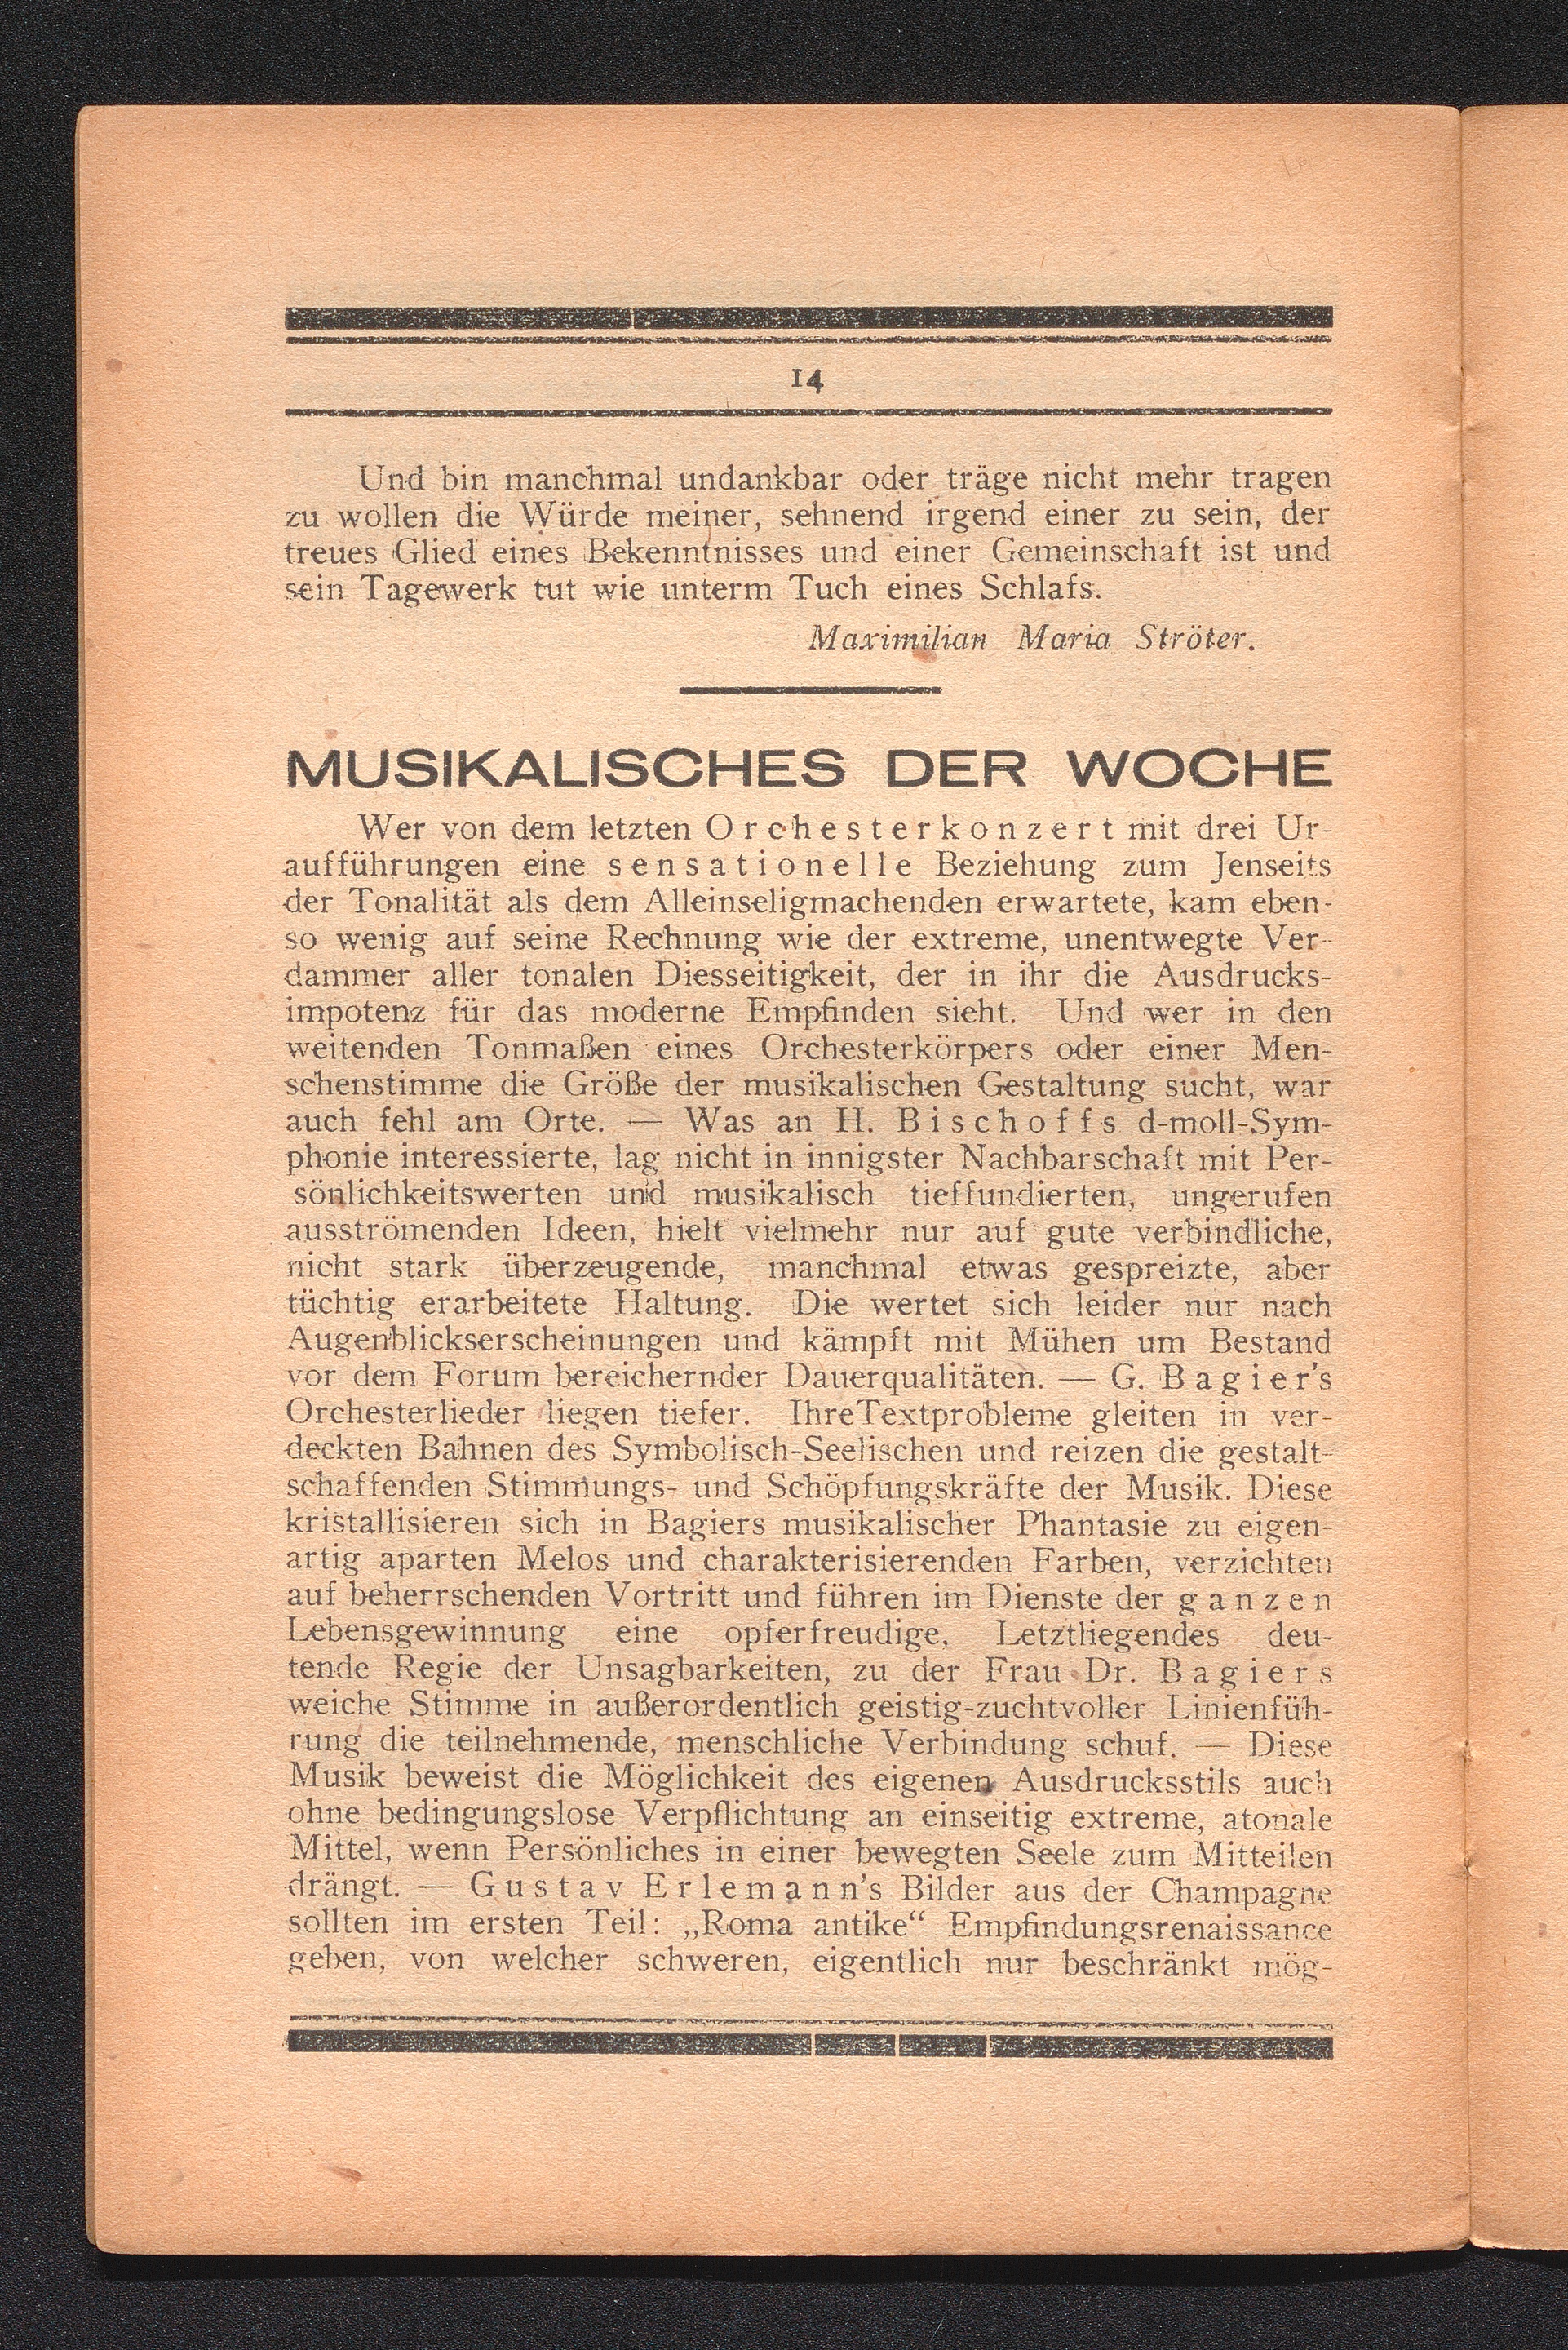 14
Und bin manchmal undankbar oder träge nicht mehr tragen
zu wollen die Würde meiner, sehnend irgend einer zu sein, der
treues Glied eines Bekenntnisses und einer Gemeinschaft ist und
sein Tagewerk tut wie unterm Tuch eines Schlafs.
Maximilian Maria Ströter.
MUSIKALISCHES DER WOCHE
Wer von dem letzten Orchesterkonzert mit drei Ur-
aufführungen eine sensationelle Beziehung zum Jenseits
der Tonalität als dem Alleinseligmachenden erwartete, kam eben-
so wenig auf seine Rechnung wie der extreme, unentwegte Ver-
dammer aller tonalen Diesseitigkeit, der in ihr die Ausdrucks-
impotenz für das moderne Empfinden sieht. Und wer in den
weitenden Tonmaßen eines Orchesterkörpers oder einer Men-
schenstimme die Größe der musikalischen Gestaltung sucht, war
auch fehl am Orte. — Was an H. Bischoffs d-moll-Sym-
phonie interessierte, lag nicht in innigster Nachbarschaft mit Per-
sönlichkeitswerten und musikalisch tieffundierten, ungerufen
ausströmenden Ideen, hielt vielmehr nur auf gute verbindliche,
nicht stark überzeugende, manchmal etwas gespreizte, aber
tüchtig erarbeitete Haltung. Die wertet sich leider nur nach
Augenblickserscheinungen und kämpft mit Mühen um Bestand
vor dem Forum bereichernder Dauerqualitäten. — G. Bagier's
Orchesterlieder liegen tiefer. IhreTextprobleme gleiten in ver-
deckten Bahnen des Symbolisch-Seelischen und reizen die gestalt-
schaffenden Stimmungs- und Schöpfungskräfte der Musik. Diese
kristallisieren sich in Bagiers musikalischer Phantasie zu eigen-
artig aparten Melos und charakterisierenden Farben, verzichten
auf beherrschenden Vortritt und führen im Dienste der ganzen
Lebensgewinnung eine opferfreudige, Letztliegendes deu-
tende Regie der Unsagbarkeiten, zu der Frau Dr. Bagiers
weiche Stimme in außerordentlich geistig-zuchtvoller Linienfüh-
rung die teilnehmende, menschliche Verbindung schuf. — Diese
Musik beweist die Möglichkeit des eigenen Ausdrucksstils auch
ohne bedingungslose Verpflichtung an einseitig extreme, atonale
Mittel, wenn Persönliches in einer bewegten Seele zum Mitteilen
drängt. — Gustav Erlemann's Bilder aus der Champagne
sollten im ersten Teil: „Roma antike“ Empfindungsrenaissance
geben, von welcher schweren, eigentlich nur beschränkt mög-